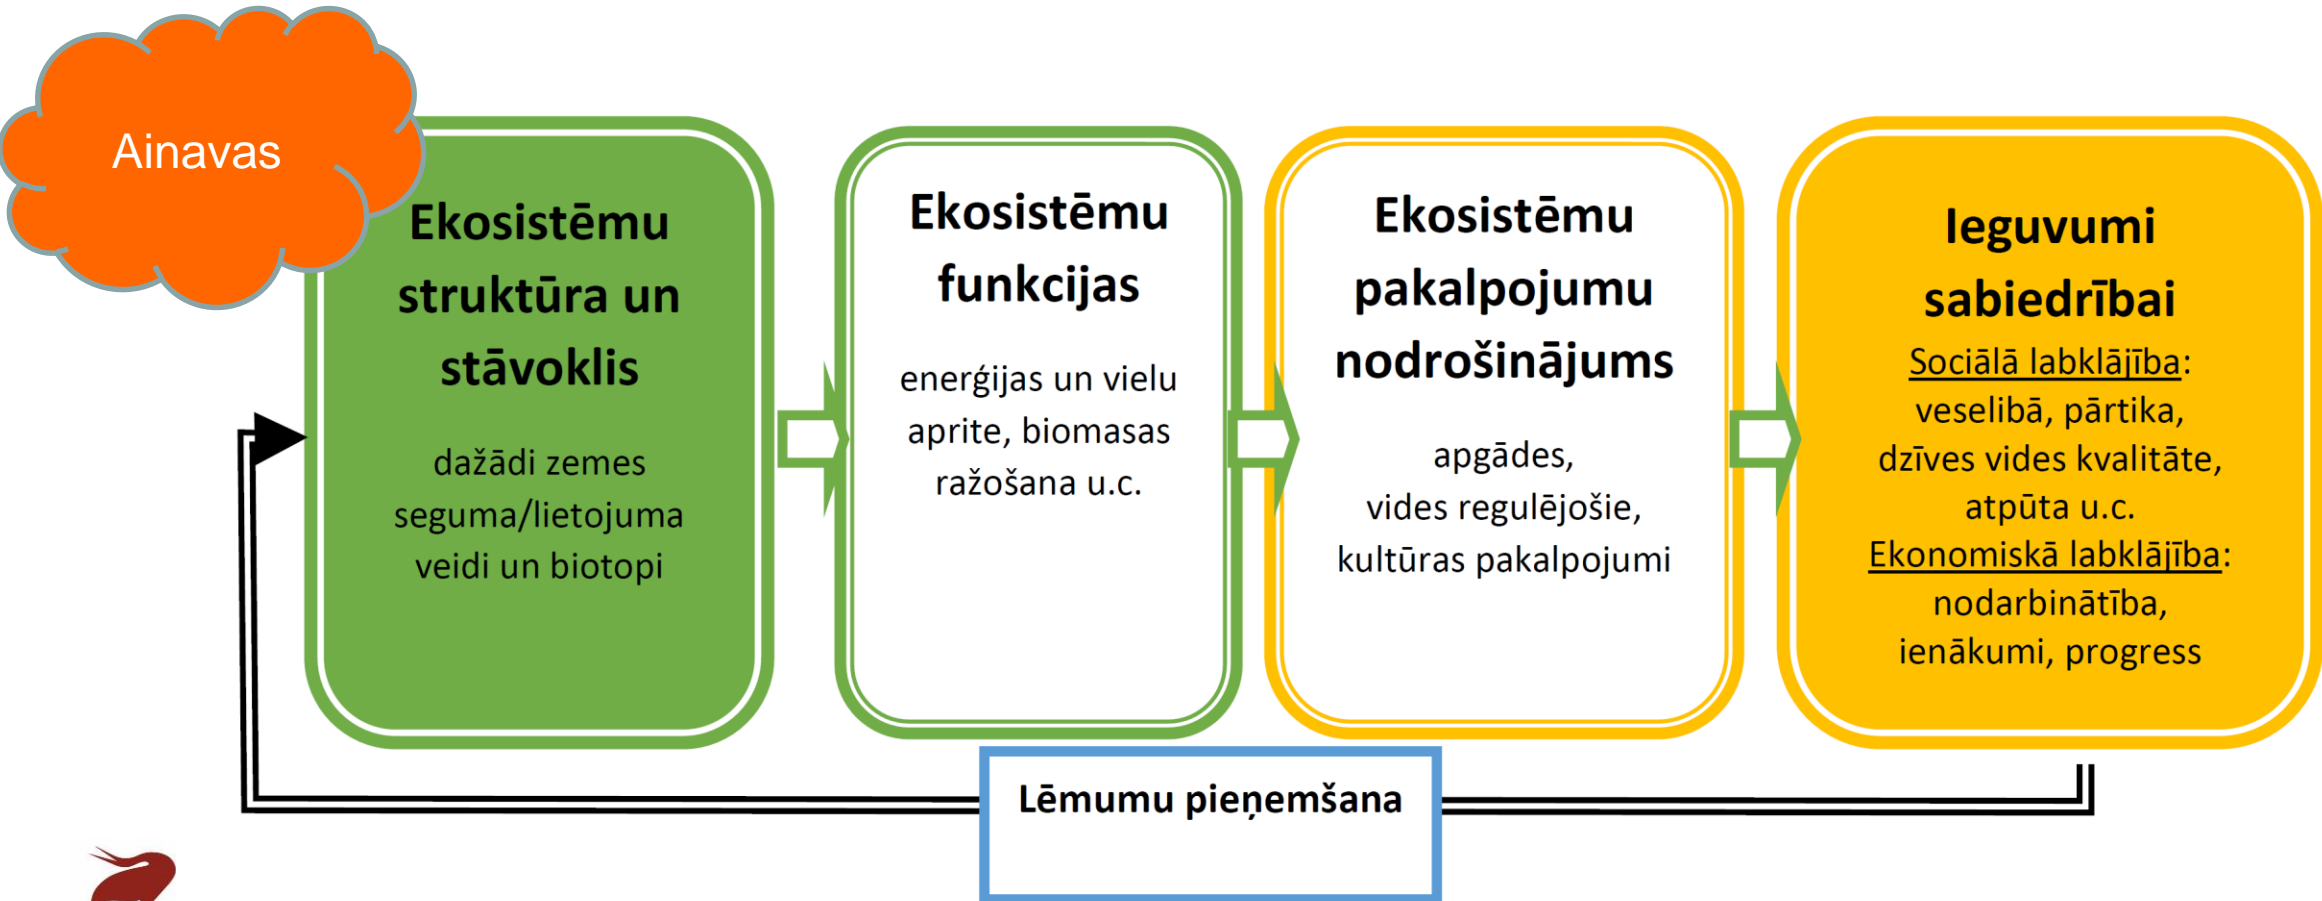 Ainavas
Ekosistēmu
struktūra un
stāvoklis
dažādi zemes
seguma/lietojuma
veidi un biotopi
Ekosistēmu
funkcijas
enerģijas un vielu
aprite, biomasas
ražošana u.c.
Ekosistēmu
pakalpojumu
nodrošinājums
apgādes,
vides regulējošie,
kultūras pakalpojumi
Ieguvumi
sabiedrībai
Sociālā labklājība:
veselibā, pārtika,
dzīves vides kvalitāte,
atpūta u.c.
Ekonomiskā labklājība:
nodarbinātība,
ienākumi, progress
Lēmumu pieņemšana